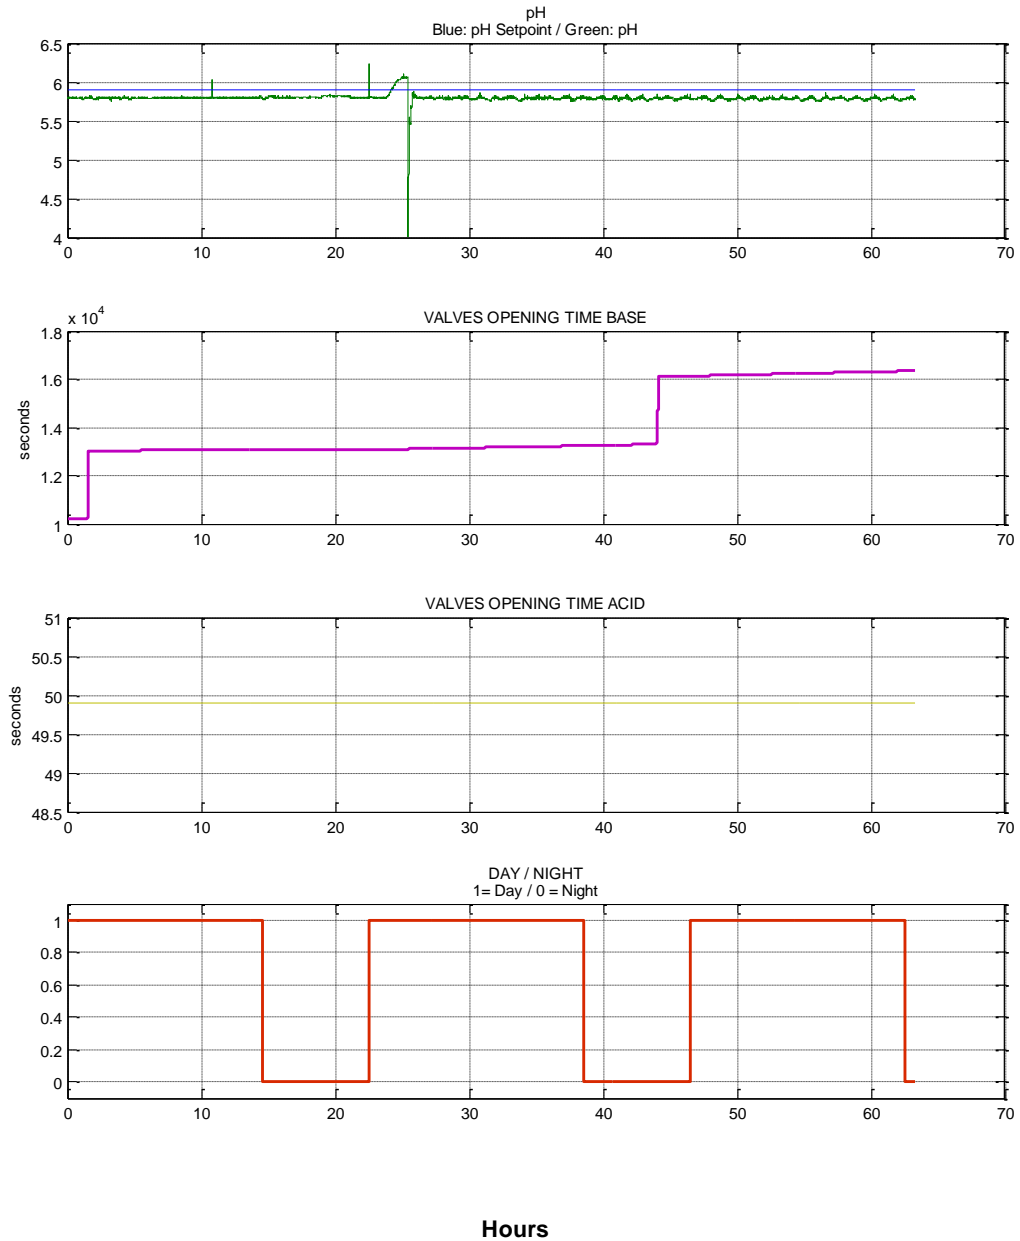 pH
Blue: pH Setpoint / Green: pH
6.5
6
5.5
5
4.5
4
0 10 20 30 40 50 60 70
x 10^4
VALVES OPENING TIME BASE
1.8
1.6
1.4
1.2
1
seconds
0 10 20 30 40 50 60 70
VALVES OPENING TIME ACID
51
50.5
50
49.5
49
48.5
seconds
0 10 20 30 40 50 60 70
DAY / NIGHT
1= Day / 0 = Night
1
0.8
0.6
0.4
0.2
0
0 10 20 30 40 50 60 70
Hours